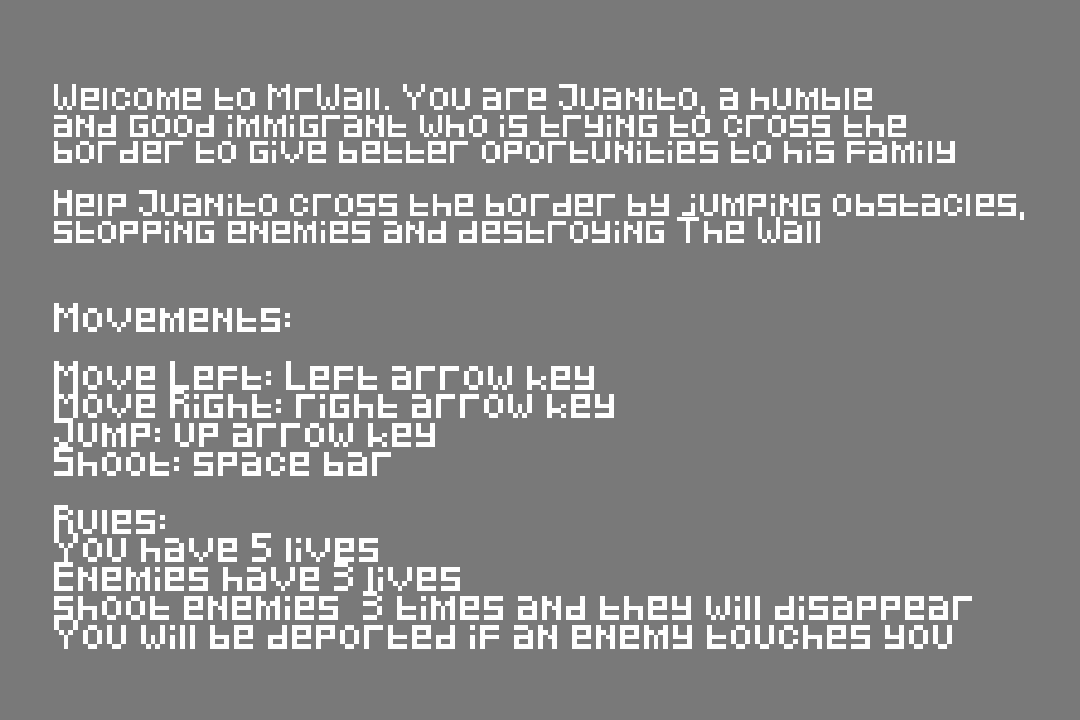 Welcome to MrWall. You are Juanito, a humble
and good immigrant who is trying to cross the
border to give better oportunities to his family
Help Juanito cross the border by jumping obstacles,
stopping enemies and destroying The Wall
Movements:
Move Left: Left arrow key
Move Right: right arrow key
Jump: up arrow key
Shoot: space bar
Rules:
You have 5 lives
Enemies have 3 lives
Shoot enemies 3 times and they will disappear
You will be deported if an enemy touches you